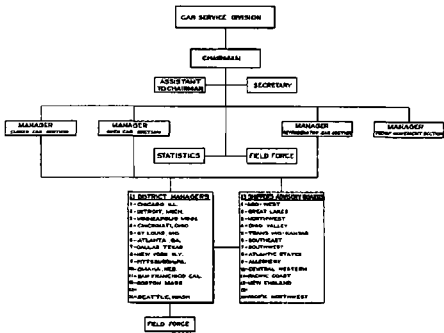 CAR SERVICE DIVISION
CHAIRMAN
ASSISTANT
TO CHAIRMAN
SECRETARY
MANAGER
CLOSED CAR SECTION
MANAGER
OPEN CAR SECTION
MANAGER
REFRIGERATOR CAR SECTION
MANAGER
TROOP MOVEMENT SECTION
STATISTICS
FIELD FORCE
13 DISTRICT MANAGERS
1- CHICAGO ILL.
2- DETROIT, MICH.
3- MINNEAPOLIS MINN.
4- CINCINNATI, OHIO
5- ST LOUIS, MO.
6- ATLANTA GA.
7- DALLAS TEXAS
8- NEW YORK N.Y.
9- PITTSBURGH PA.
10- OMAHA, NEB.
11- SAN FRANCISCO CAL.
12- BOSTON MASS
13-
SEATTLE, WASH
13 SHIPPERS ADVISORY BOARDS
1- MID-WEST
2- GREAT LAKES
3- NORTHWEST
4- OHIO VALLEY
5- TRANS MO-KANSAS
6- SOUTHEAST
7- SOUTHWEST
8- ATLANTIC STATES
9- ALLEGHENY
10- CENTRAL WESTERN
11- PACIFIC COAST
12- NEW ENGLAND
13-
PACIFIC NORTHWEST
FIELD FORCE